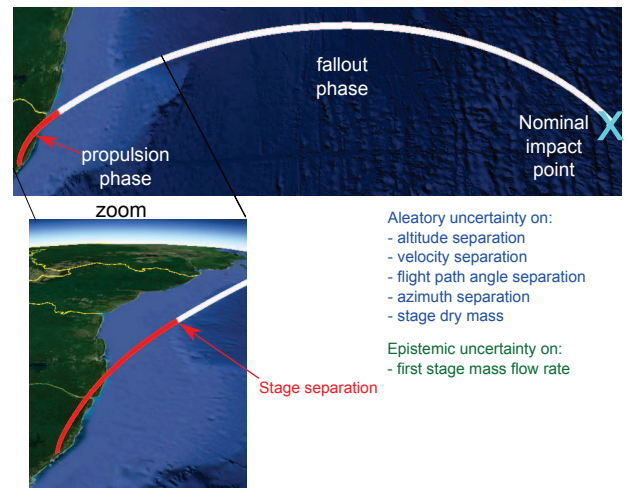 fallout
phase
Nominal
impact
point
X
propulsion
phase
zoom
Aleatory uncertainty on:
- altitude separation
- velocity separation
- flight path angle separation
- azimuth separation
- stage dry mass
Epistemic uncertainty on:
- first stage mass flow rate
Stage separation